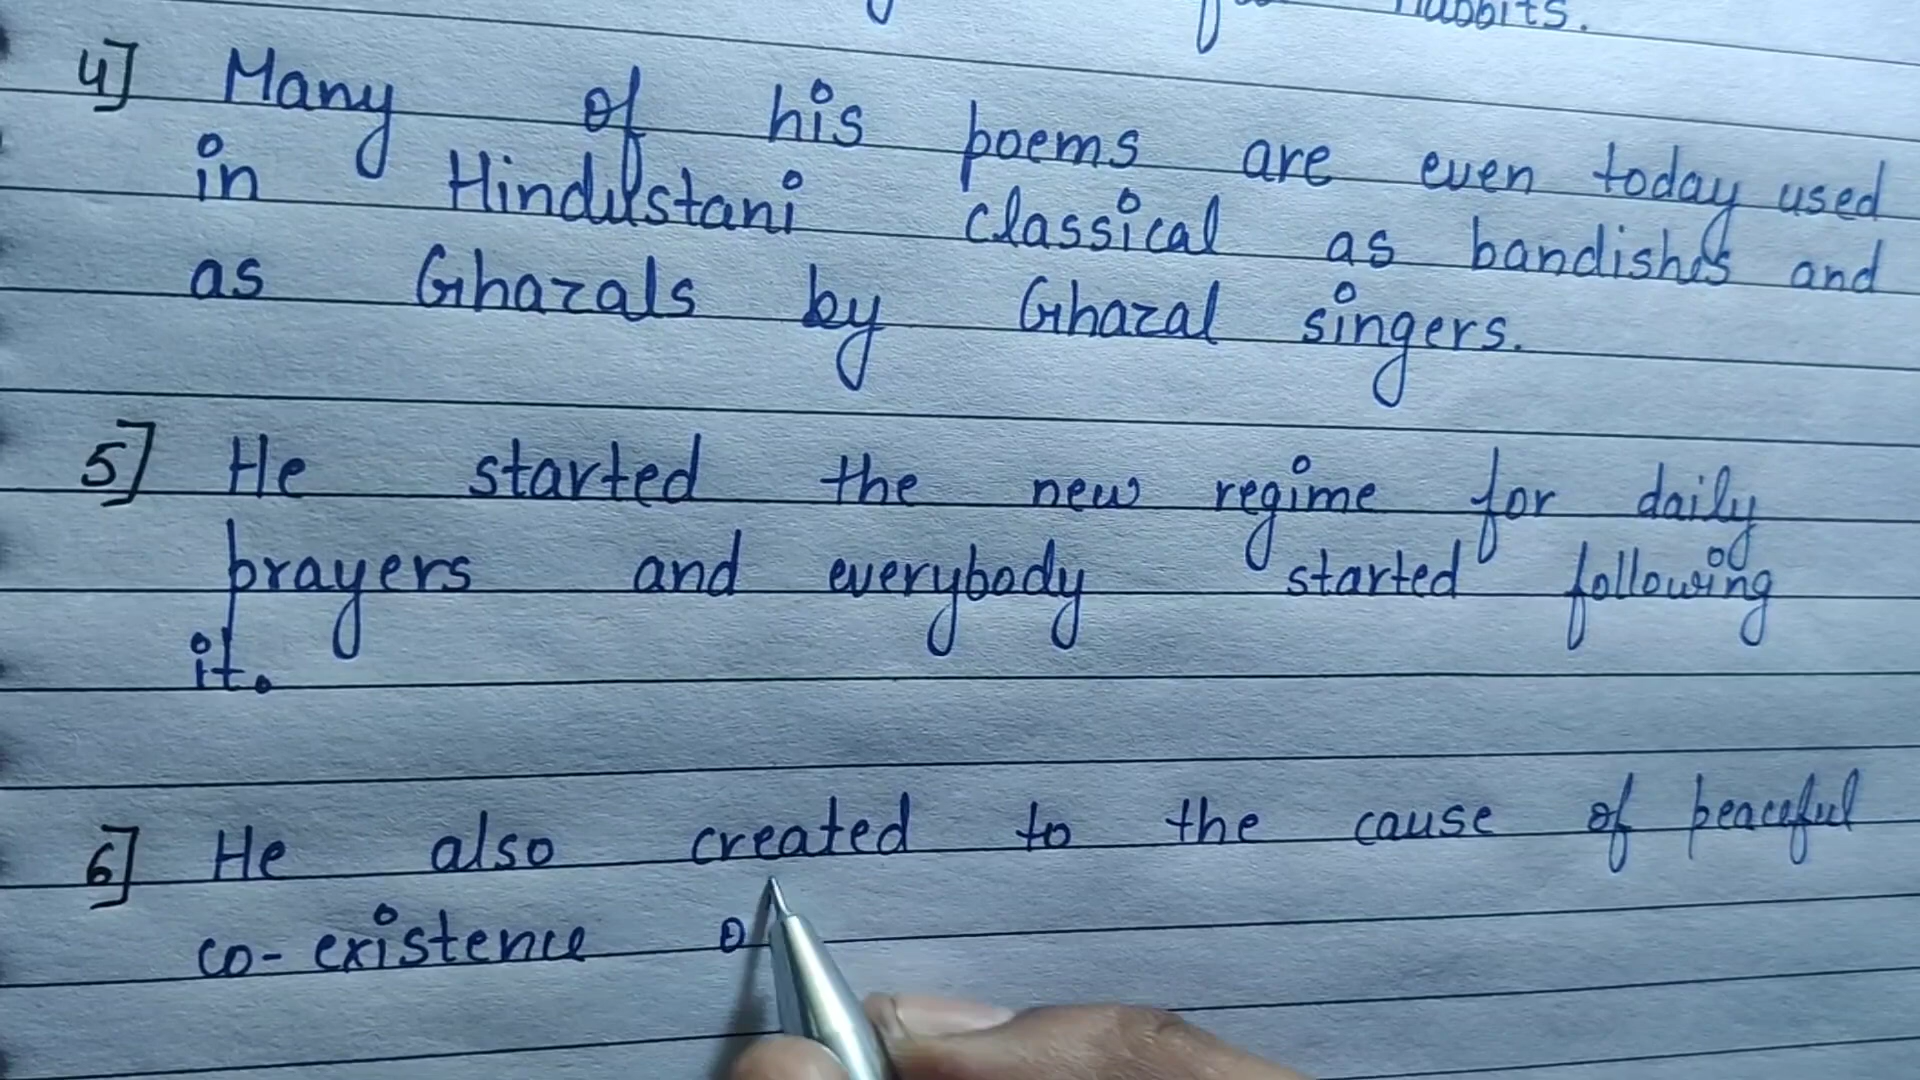 habbits.
4] Many of his poems are even today used
in Hindustani classical as bandishes and
as Ghazals by Ghazal singers.
5] He started the new regime for daily
prayers and everybody started following
it.
6] He also created to the cause of peaceful
co-existence o